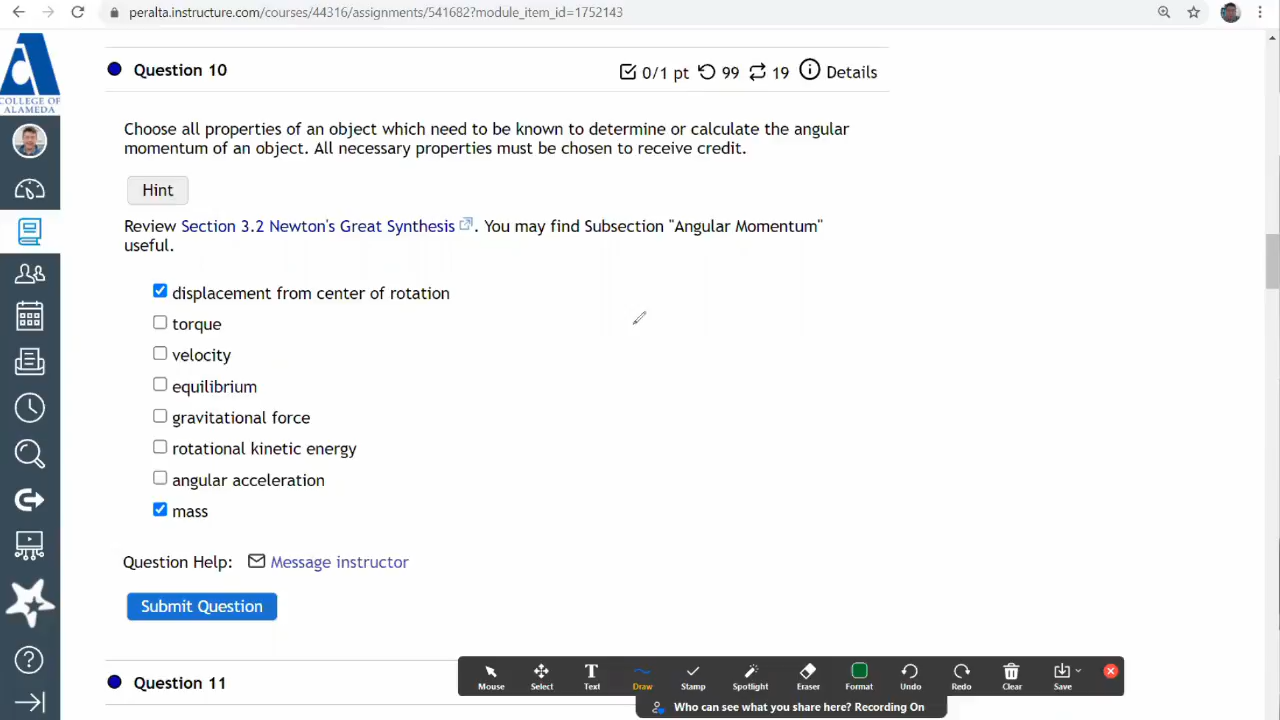 peralta.instructure.com/courses/44316/assignments/541682?module_item_id=1752143
COLLEGE OF
ALAMEDA
Question 10
0/1 pt 99 19 Details
Choose all properties of an object which need to be known to determine or calculate the angular
momentum of an object. All necessary properties must be chosen to receive credit.
Hint
Review Section 3.2 Newton's Great Synthesis. You may find Subsection "Angular Momentum"
useful.
displacement from center of rotation
torque
velocity
equilibrium
gravitational force
rotational kinetic energy
angular acceleration
mass
Question Help: Message instructor
Submit Question
Question 11
Mouse Select Text Draw Stamp Spotlight Eraser Format Undo Redo Clear Save
Who can see what you share here? Recording On